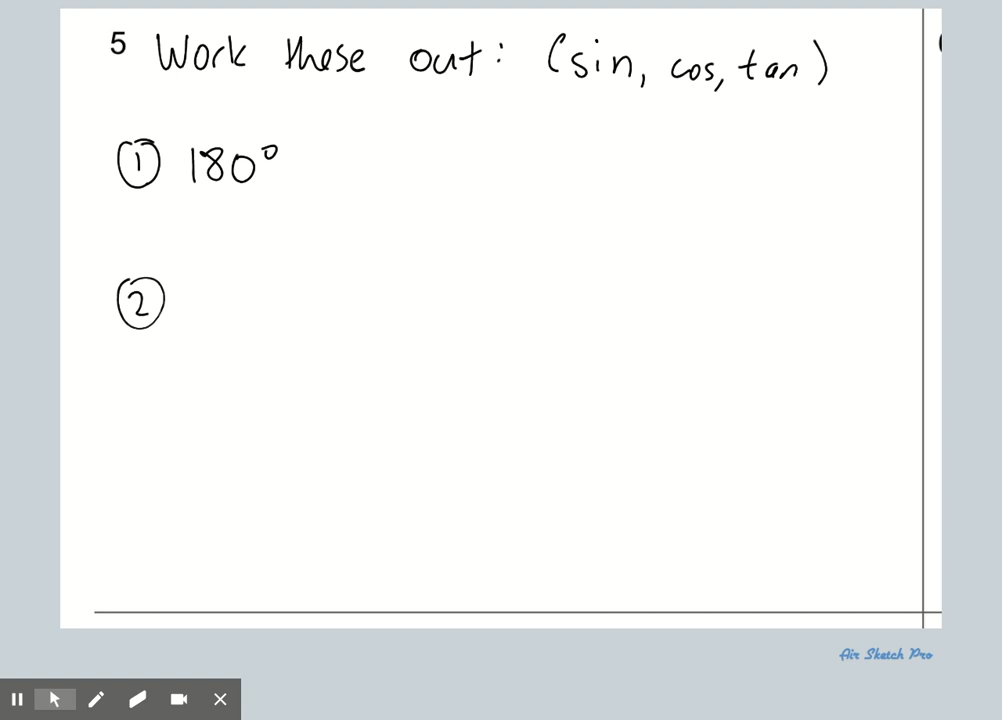 5 Work these out: (sin, cos, tan)
① 180°
②
Air Sketch Pro